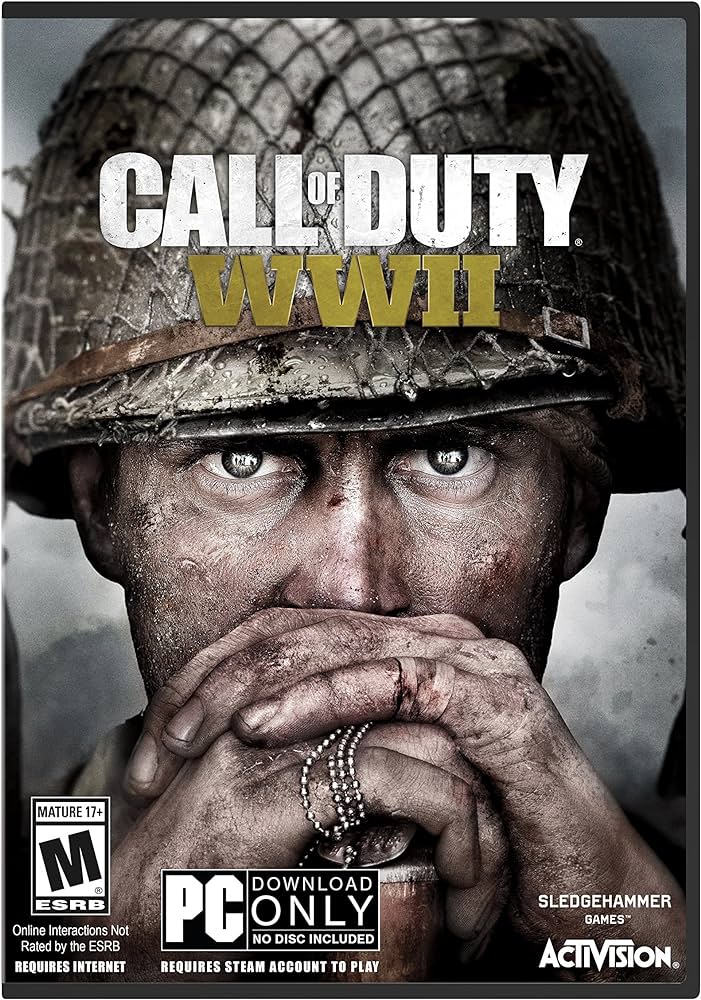 CALL OF DUTY®
WWII
MATURE 17+
M®
ESRB
Online Interactions Not
Rated by the ESRB
REQUIRES INTERNET
PC
DOWNLOAD
ONLY
NO DISC INCLUDED
REQUIRES STEAM ACCOUNT TO PLAY
SLEDGEHAMMER
GAMES™
ACTIVISION®